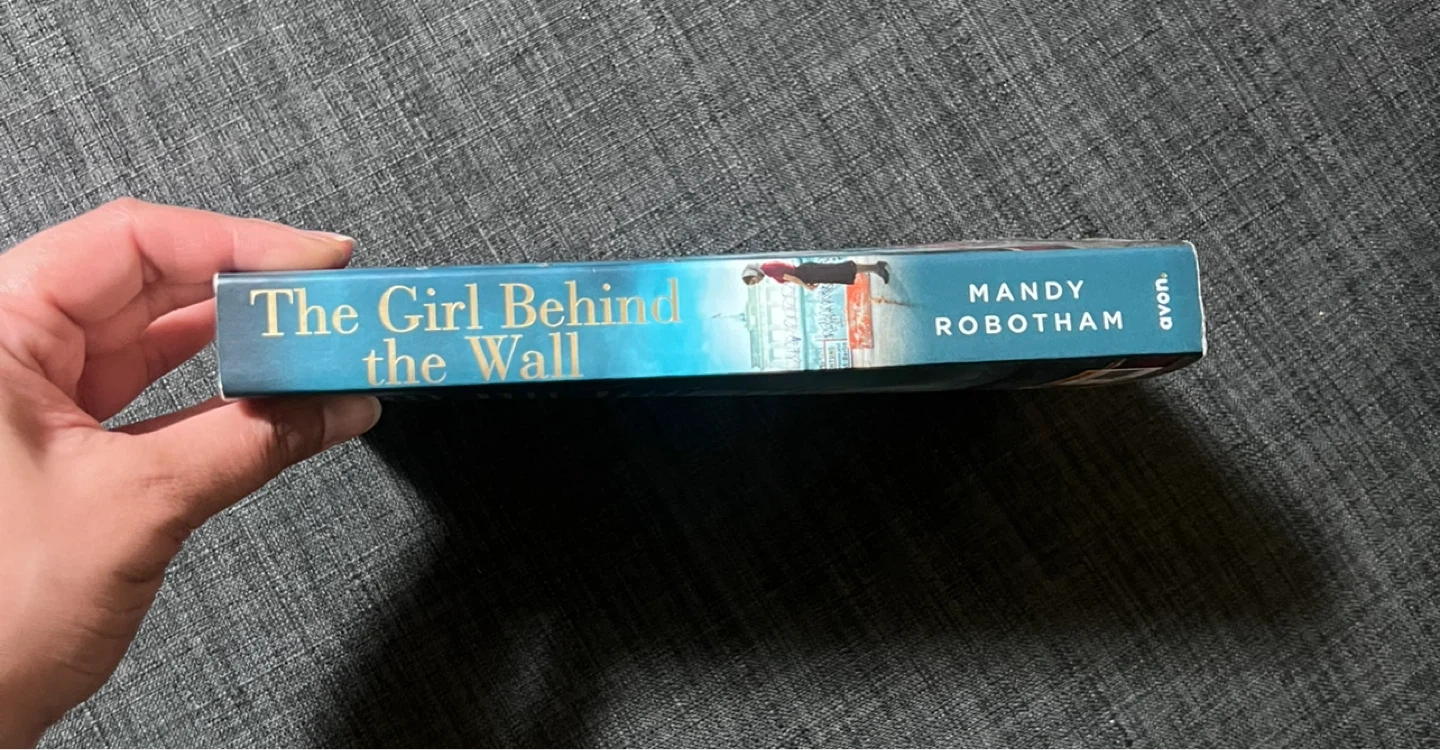 The Girl Behind
the Wall
MANDY
ROBOTHAM
avon.